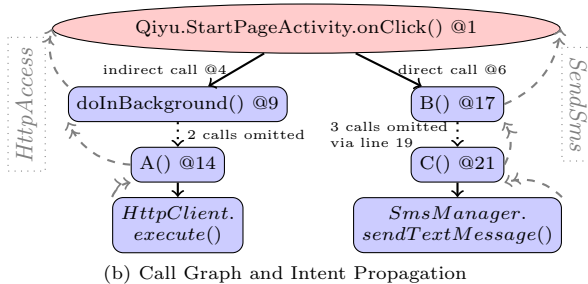 Qiyu.StartPageActivity.onClick() @1
indirect call @4
direct call @6
HttpAccess
SendSms
doInBackground() @9
B() @17
2 calls omitted
3 calls omitted
via line 19
A() @14
C() @21
HttpClient.
execute()
SmsManager.
sendTextMessage()
(b) Call Graph and Intent Propagation